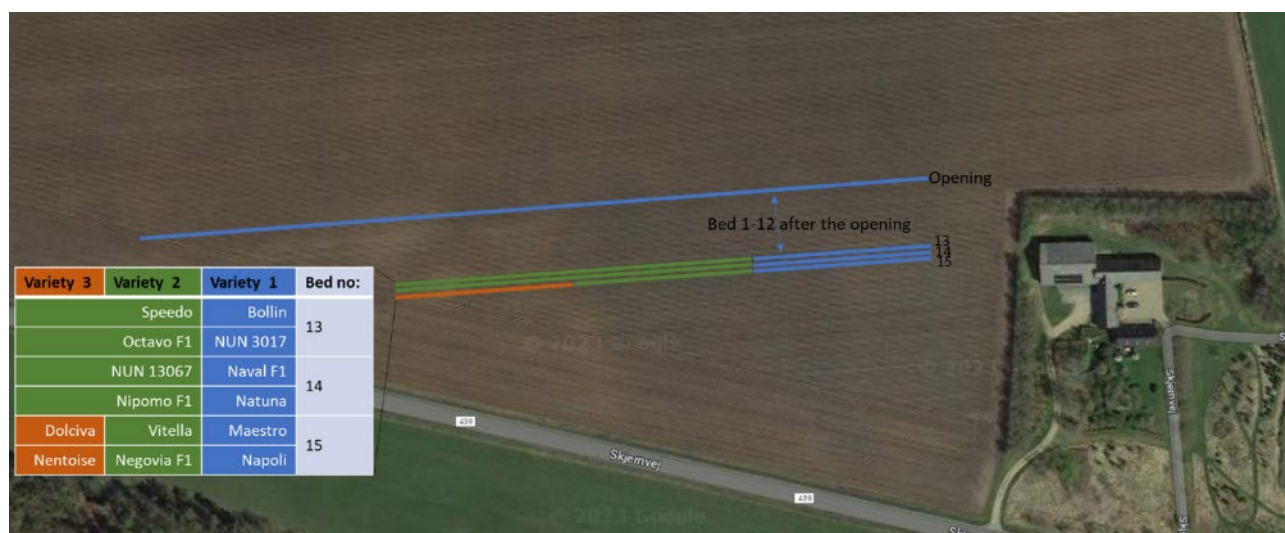 Opening
Bed 1-12 after the opening
13
14
15
Variety 3 Variety 2 Variety 1 Bed no:
Speedo Bollin 13
Octavo F1 NUN 3017
NUN 13067 Naval F1 14
Nipomo F1 Natuna
Dolciva Vitella Maestro 15
Nentoise Negovia F1 Napoli
439
Skjernvej
439
Skjernvej
© 2023 Google